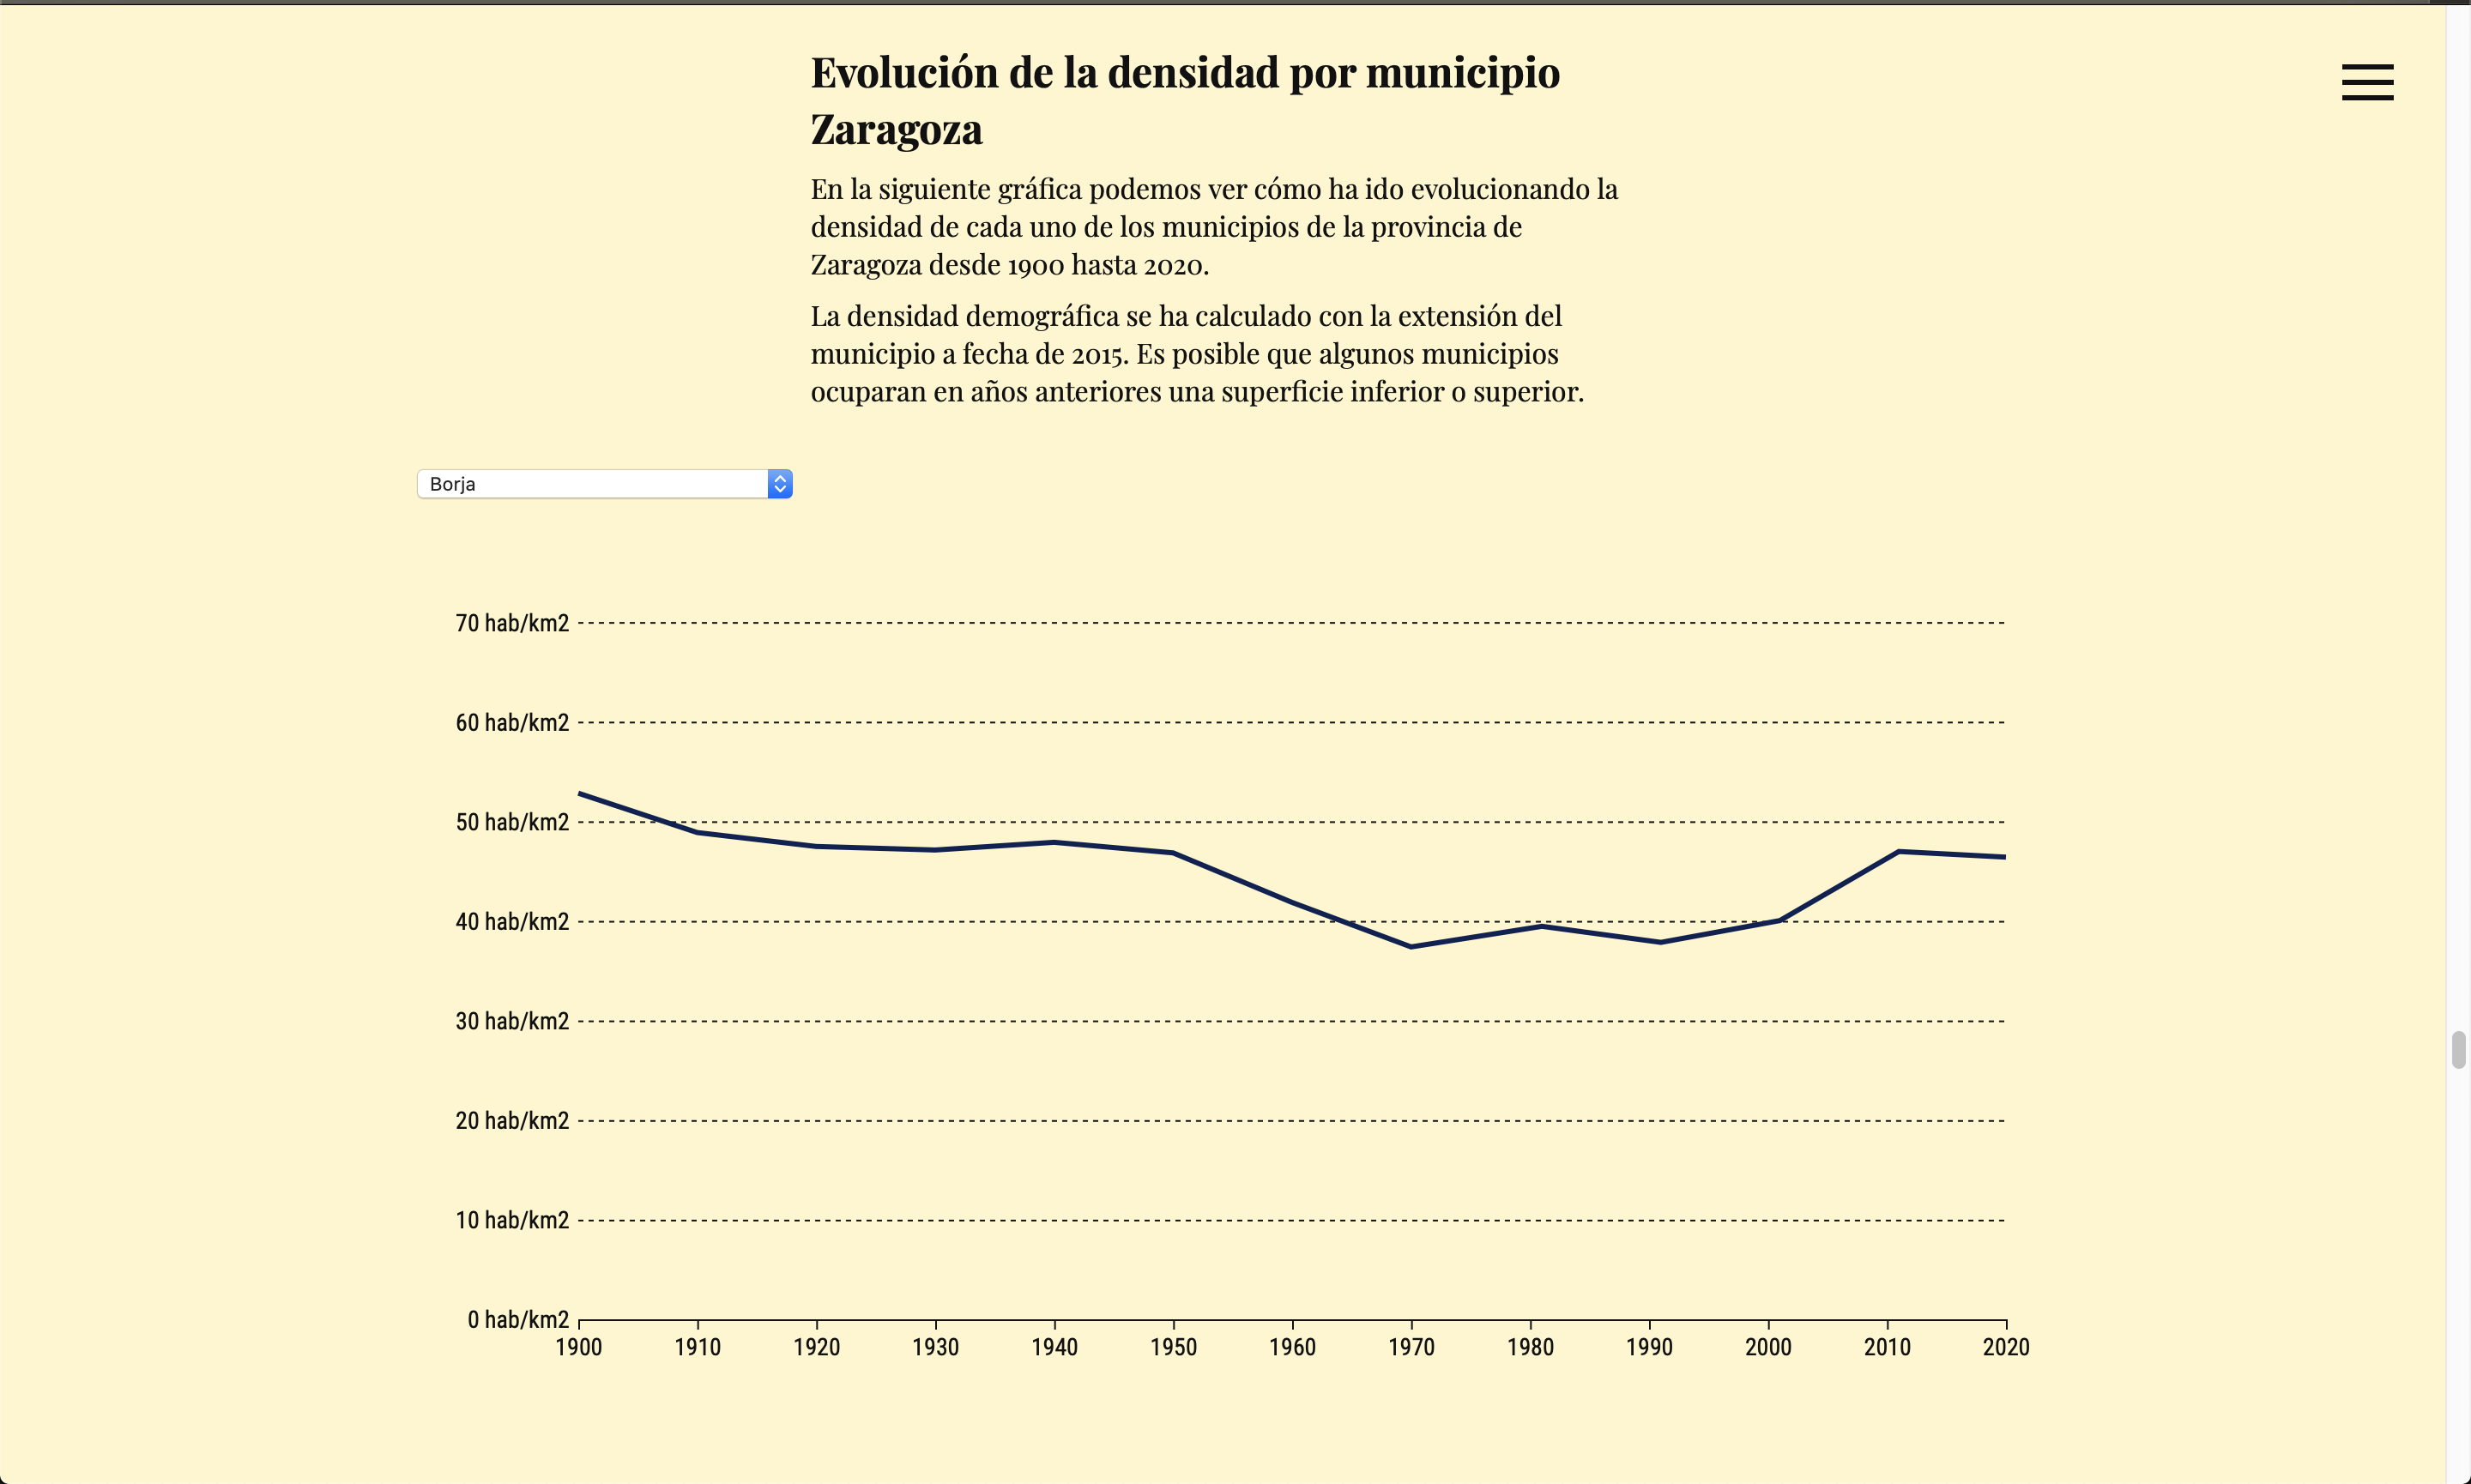 Evolución de la densidad por municipio
Zaragoza
En la siguiente gráfica podemos ver cómo ha ido evolucionando la
densidad de cada uno de los municipios de la provincia de
Zaragoza desde 1900 hasta 2020.
La densidad demográfica se ha calculado con la extensión del
municipio a fecha de 2015. Es posible que algunos municipios
ocuparan en años anteriores una superficie inferior o superior.
Borja
70 hab/km2
60 hab/km2
50 hab/km2
40 hab/km2
30 hab/km2
20 hab/km2
10 hab/km2
0 hab/km2
1900 1910 1920 1930 1940 1950 1960 1970 1980 1990 2000 2010 2020